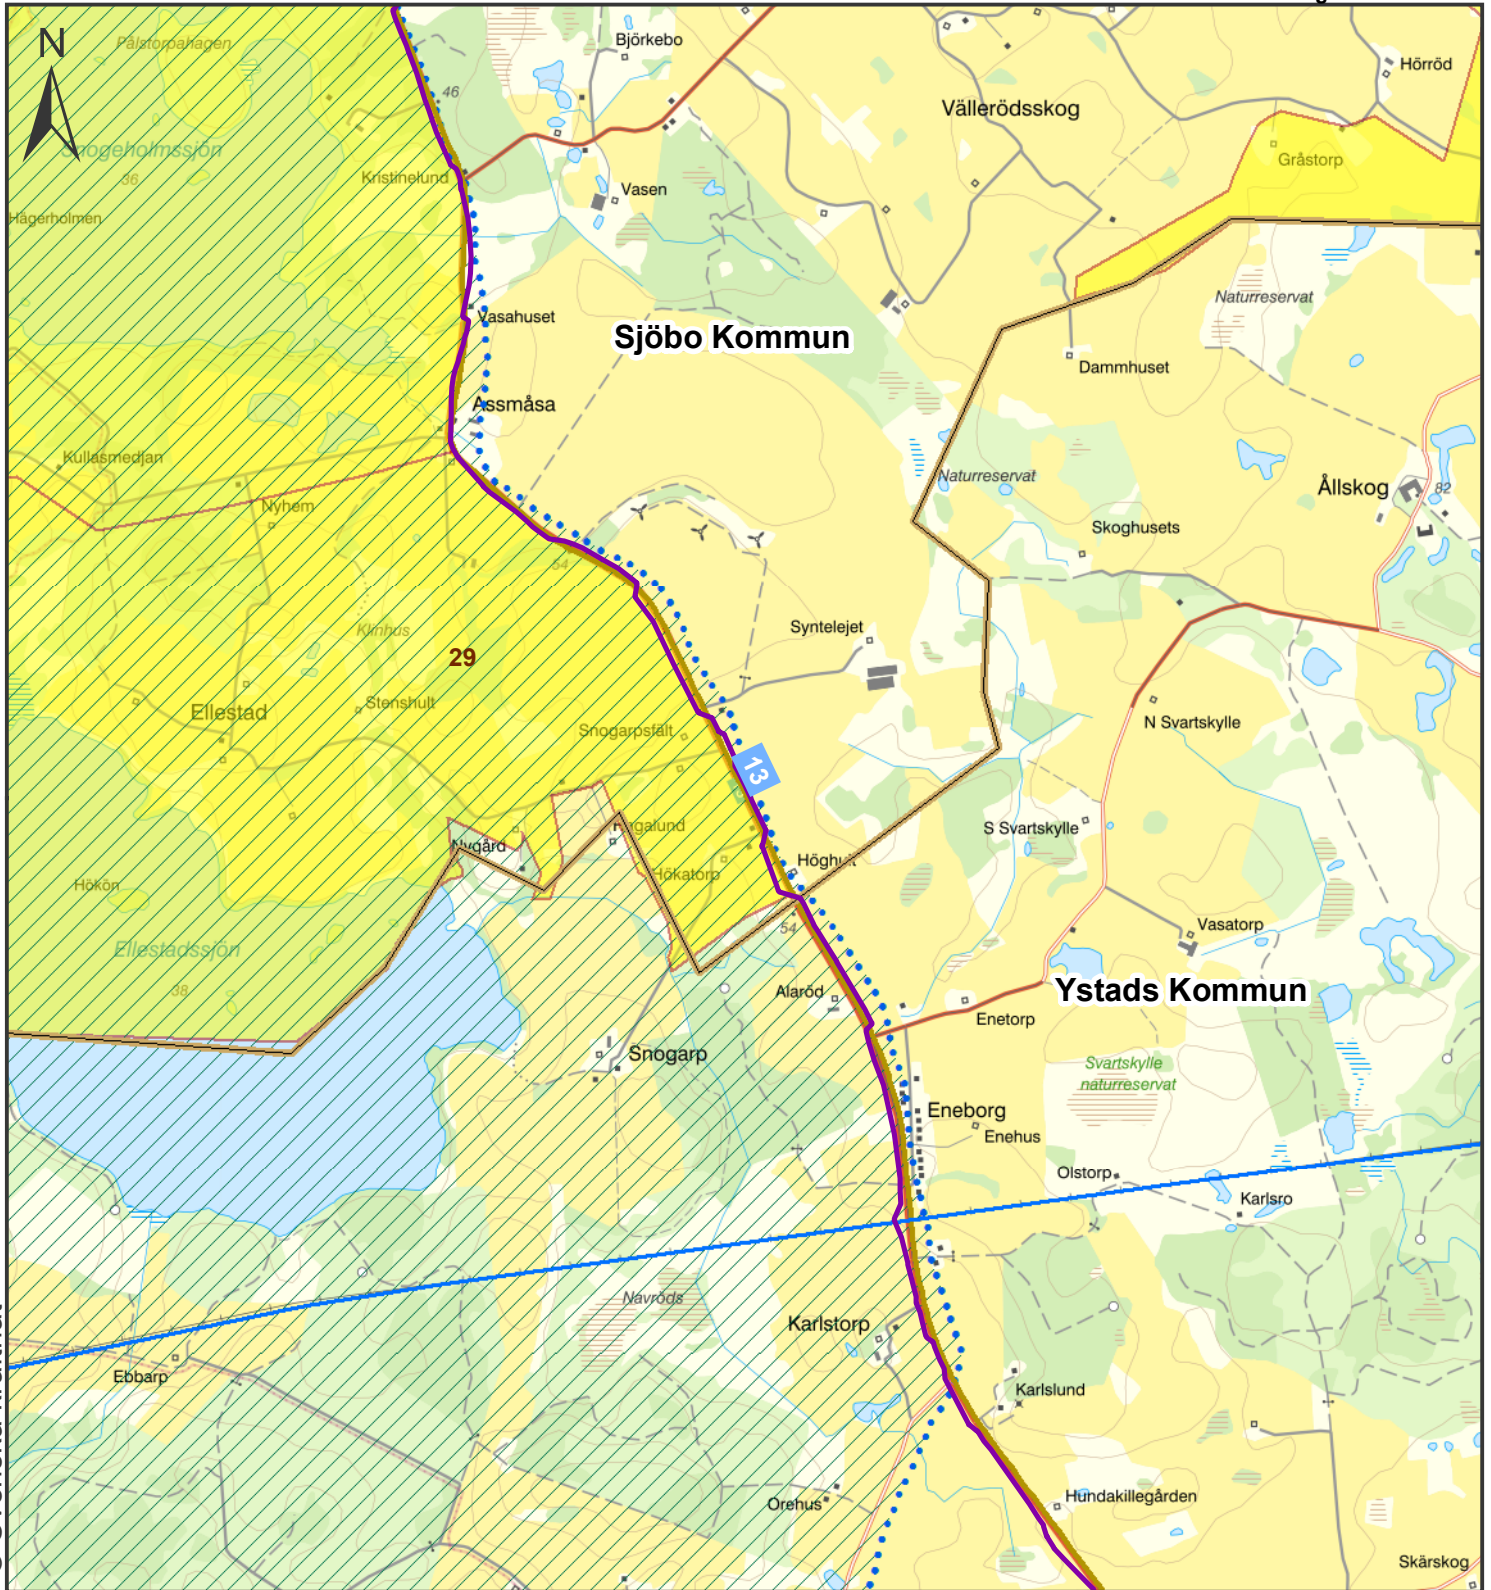 N
Pålstorpahagen
Björkebo
Hörröd
46
Vällerödsskog
Snogeholmssjön
36
Kristinelund
Gråstorp
Vasen
Hägerholmen
Naturreservat
Vasahuset
Sjöbo Kommun
Dammhuset
Assmåsa
Kullasmedjan
Naturreservat
Ållskog
82
Nyhem
Skoghusets
54
Klinhus
Syntelejet
29
Stenshult
Ellestad
N Svartskylle
Snogarpsfält
13
S Svartskylle
Ängalund
Nygård
Höghult
Hökatorp
Hökön
Vasatorp
54
Ellestadssjön
38
Alaröd
Ystads Kommun
Enetorp
Snogarp
Svartskylle
naturreservat
Eneborg
Enehus
Olstorp
Karlsro
Navröds
Karlstorp
Ebbarp
Karlslund
Orehus
Hundakillegården
Skärskog